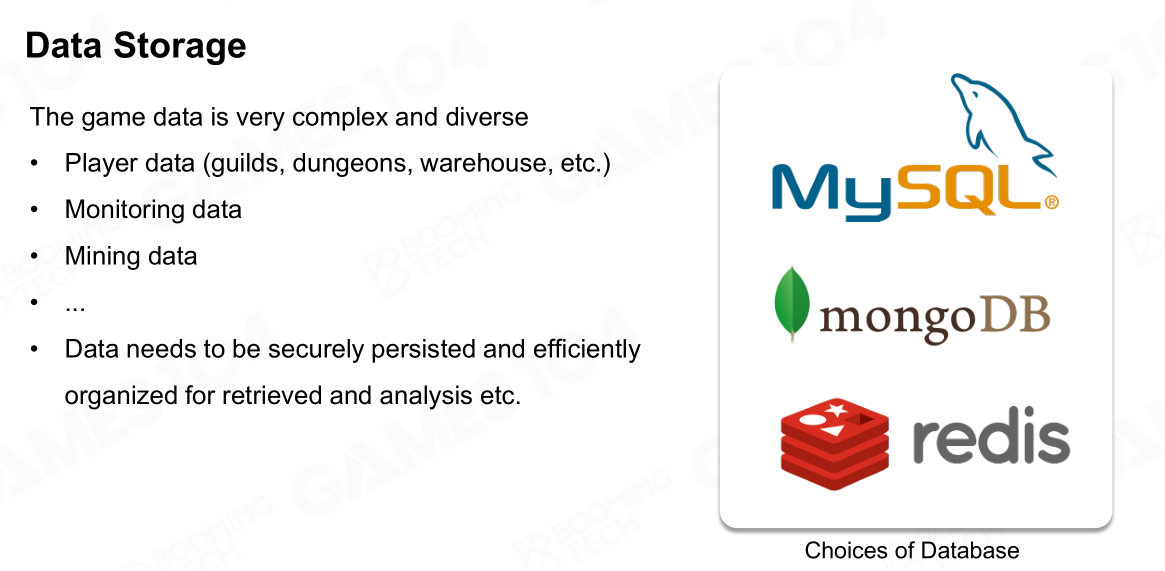 Data Storage
The game data is very complex and diverse
• Player data (guilds, dungeons, warehouse, etc.)
• Monitoring data
• Mining data
• ...
• Data needs to be securely persisted and efficiently
organized for retrieved and analysis etc.
MySQL®
mongoDB
redis
Choices of Database
GAMES104
BOOMING
TECH